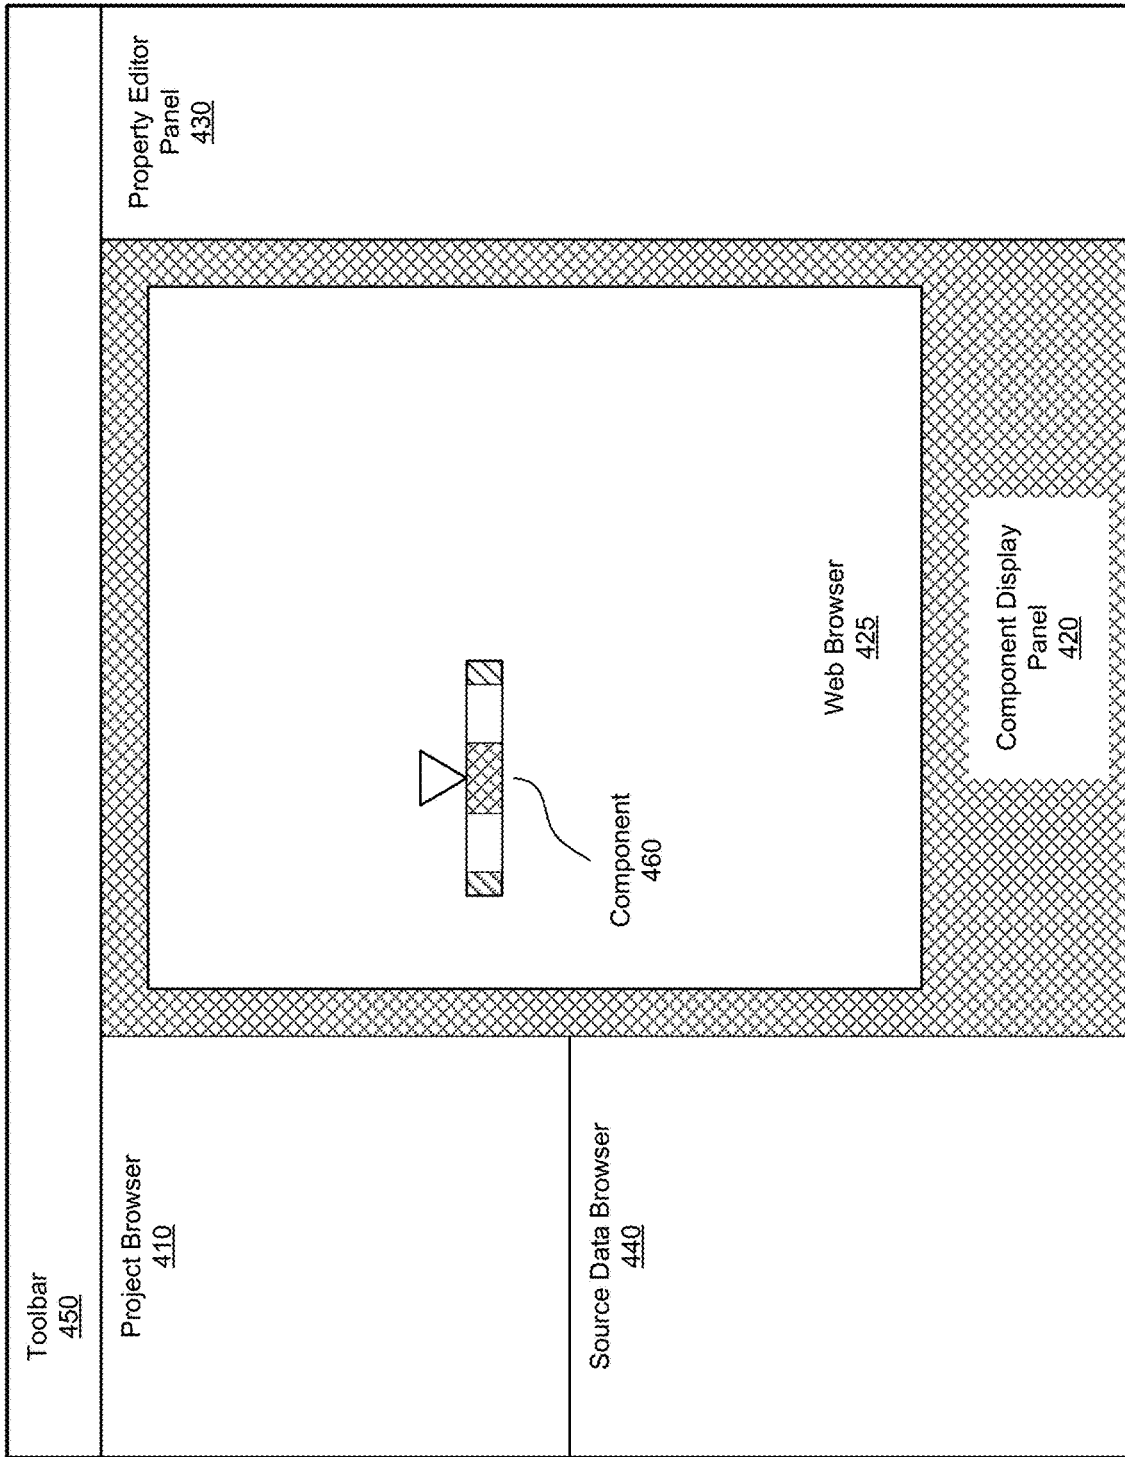 Toolbar
450
Project Browser
410
Source Data Browser
440
Component
460
Web Browser
425
Component Display
Panel
420
Property Editor
Panel
430